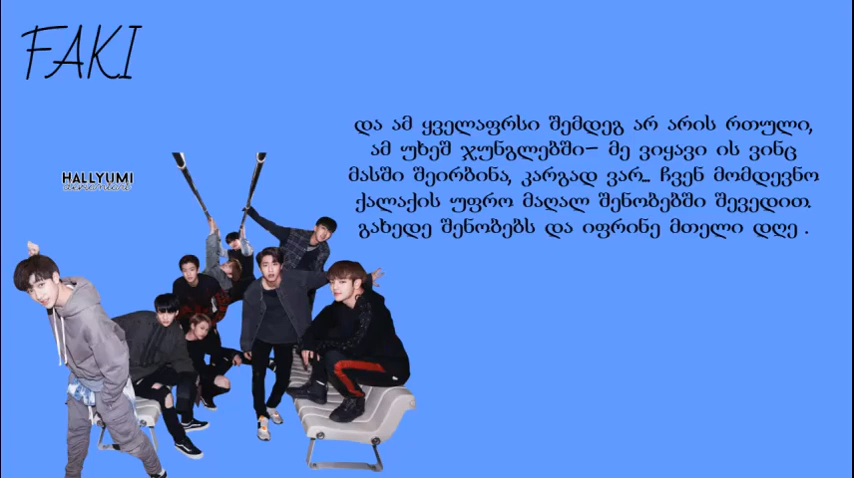 FAKI
და ამ ყველაფრსი შემდეგ არ არის რთული,
ამ უხეშ ჯუნგლებში- მე ვიყავი ის ვინც
მასში შეირბინა, კარგად ვარ... ჩვენ მომდევნო
ქალაქის უფრო მაღალ შენობებში შევედით.
გახედე შენობებს და იფრინე მთელი დღე .
HALLYUMI